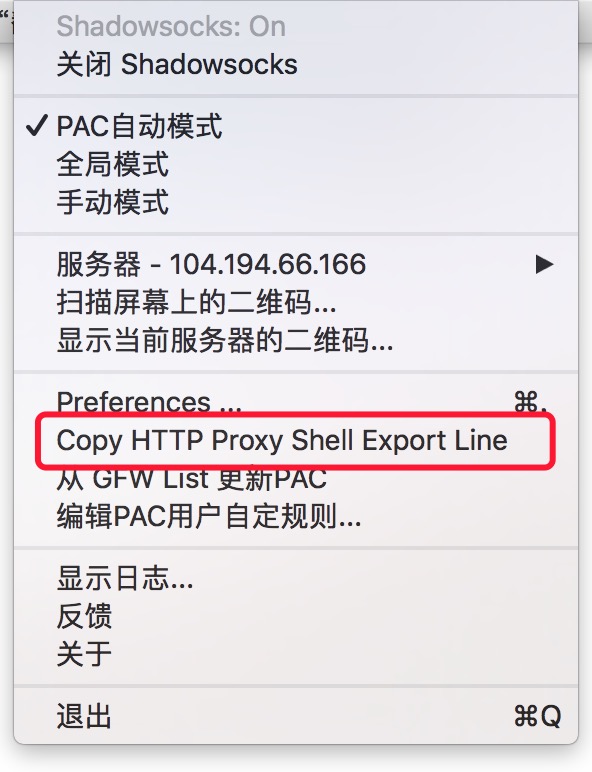 Shadowsocks: On
关闭 Shadowsocks
✓ PAC自动模式
全局模式
手动模式
服务器 - 104.194.66.166 ▶
扫描屏幕上的二维码...
显示当前服务器的二维码...
Preferences ... ⌘,
Copy HTTP Proxy Shell Export Line
从 GFW List 更新PAC
编辑PAC用户自定规则...
显示日志...
反馈
关于
退出 ⌘Q